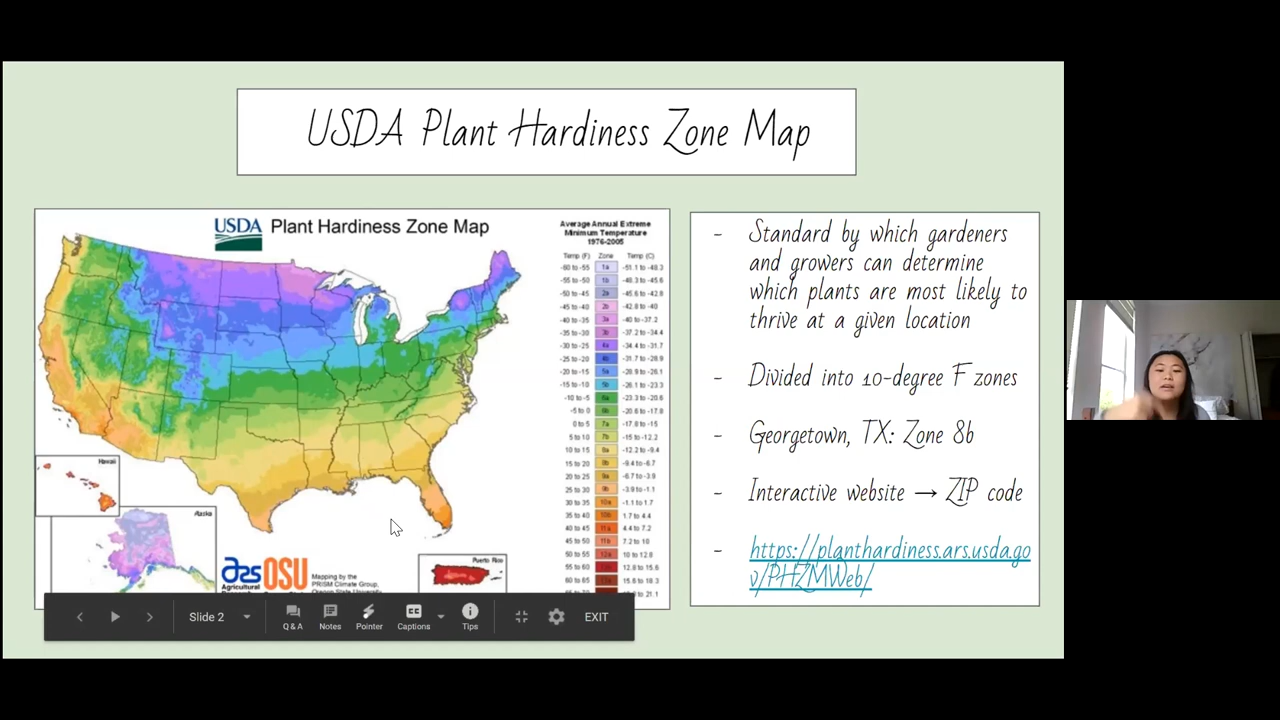 USDA Plant Hardiness Zone Map
USDA Plant Hardiness Zone Map
Average Annual Extreme
Minimum Temperature
1976-2005
Temp (F) Zone Temp (C)
-60 to -55 1a -51.1 to -48.3
-55 to -50 1b -48.3 to -45.6
-50 to -45 2a -45.6 to -42.8
-45 to -40 2b -42.8 to -40
-40 to -35 3a -40 to -37.2
-35 to -30 3b -37.2 to -34.4
-30 to -25 4a -34.4 to -31.7
-25 to -20 4b -31.7 to -28.9
-20 to -15 5a -28.9 to -26.1
-15 to -10 5b -26.1 to -23.3
-10 to -5 6a -23.3 to -20.6
-5 to 0 6b -20.6 to -17.8
0 to 5 7a -17.8 to -15
5 to 10 7b -15 to -12.2
10 to 15 8a -12.2 to -9.4
15 to 20 8b -9.4 to -6.7
20 to 25 9a -6.7 to -3.9
25 to 30 9b -3.9 to -1.1
30 to 35 10a -1.1 to 1.7
35 to 40 10b 1.7 to 4.4
40 to 45 11a 4.4 to 7.2
45 to 50 11b 7.2 to 10
50 to 55 12a 10 to 12.8
55 to 60 12.8 to 15.6
60 to 65 15.6 to 18.3
to 21.1
Hawaii
Alaska
Puerto Rico
ars OSU
Agricultural
Mapping by the
PRISM Climate Group,
Oregon State University
- Standard by which gardeners
and growers can determine
which plants are most likely to
thrive at a given location
- Divided into 10-degree F zones
- Georgetown, TX: Zone 8b
- Interactive website → ZIP code
- https://planthardiness.ars.usda.go
v/PHZMWeb/
Slide 2
Q & A
Notes
Pointer
Captions
Tips
EXIT